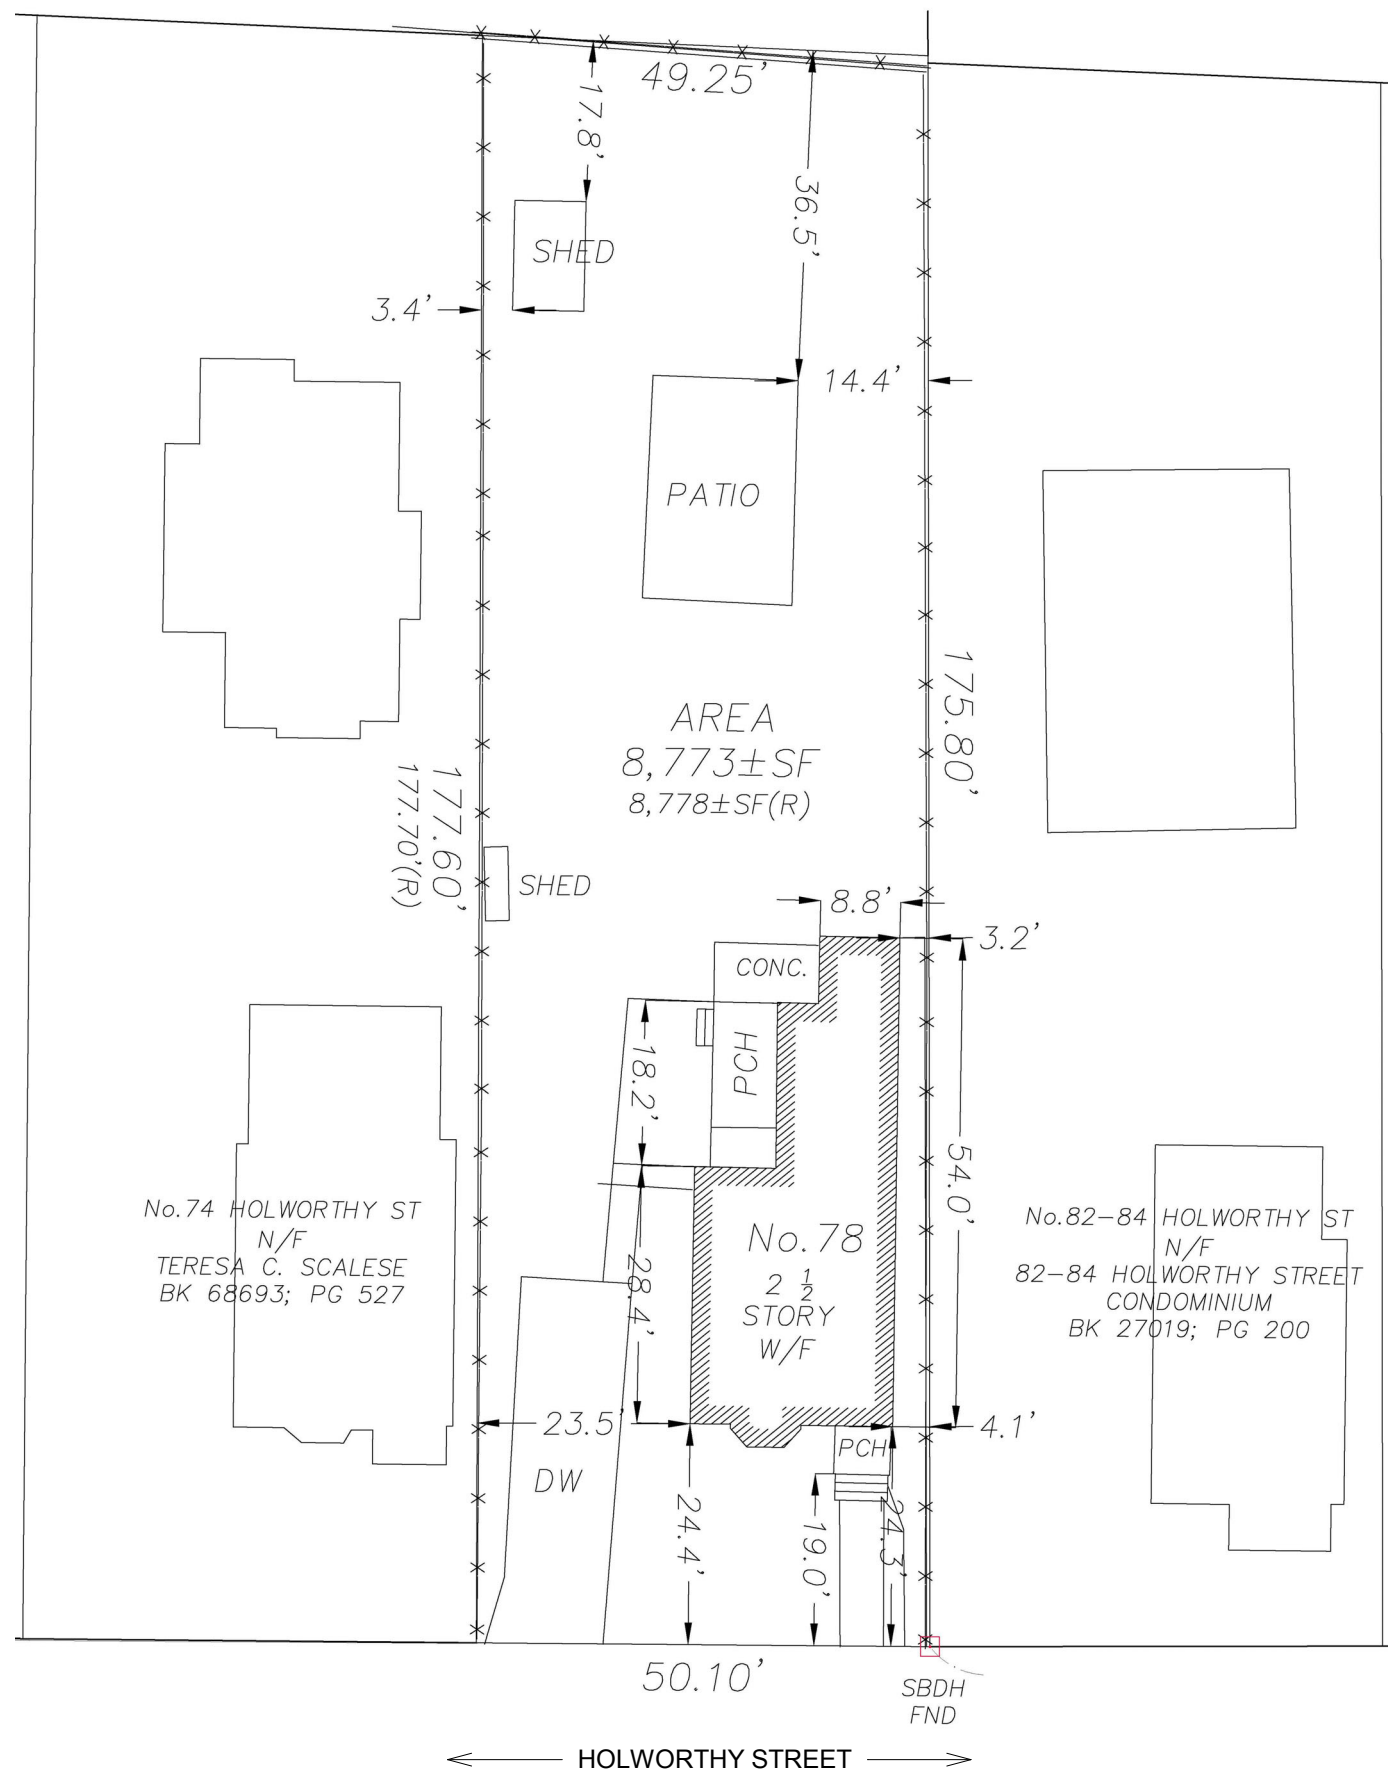 49.25'
17.8'
36.5'
SHED
3.4'
14.4'
PATIO
175.80'
AREA
8,773±SF
8,778±SF(R)
177.60'
177.70'(R)
SHED
8.8'
3.2'
CONC.
PCH
18.2'
54.0'
No.74 HOLWORTHY ST
N/F
TERESA C. SCALESE
BK 68693; PG 527
No.78
2 1/2
STORY
W/F
28.4'
No.82-84 HOLWORTHY ST
N/F
82-84 HOLWORTHY STREET
CONDOMINIUM
BK 27019; PG 200
23.5'
4.1'
PCH
DW
24.4'
19.0'
24.3'
50.10'
SBDH
FND
HOLWORTHY STREET